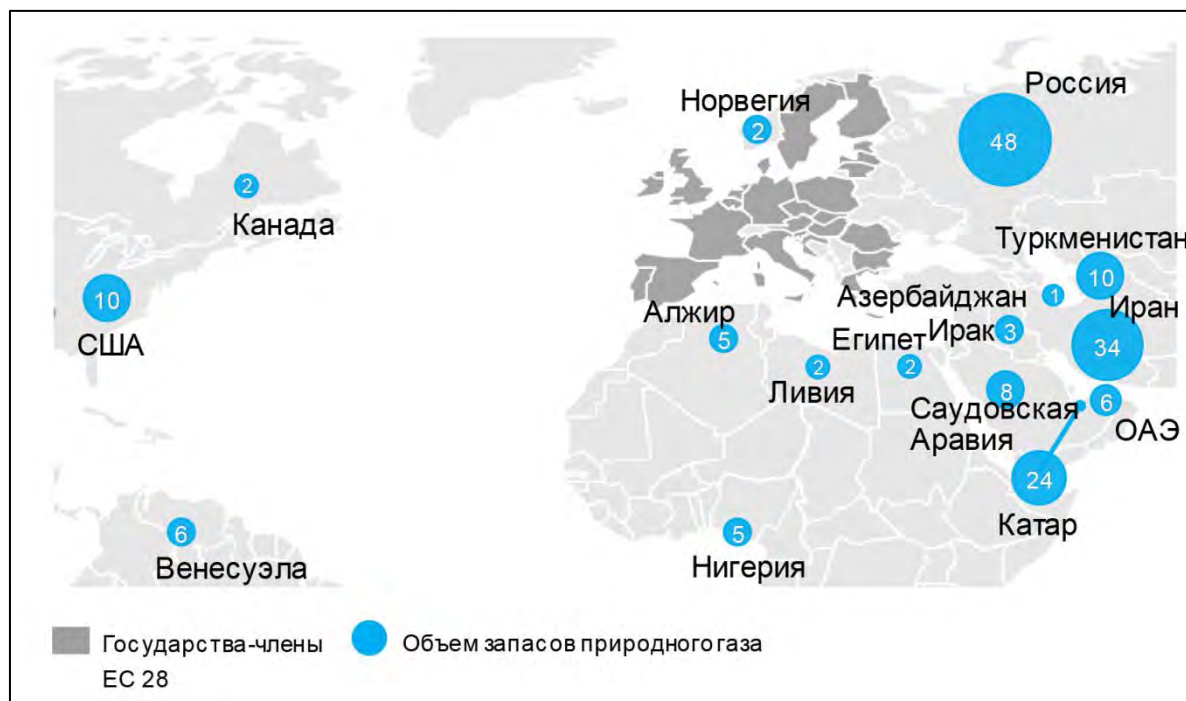 Россия
48
Норвегия
2
2
Канада
10
США
Туркменистан
10
Азербайджан
1
Иран
34
Алжир
5
Египет
2
Ирак
3
Ливия
2
8
Саудовская
Аравия
6
ОАЭ
24
Катар
6
Венесуэла
5
Нигерия
Государства-члены
ЕС 28
Объем запасов природного газа